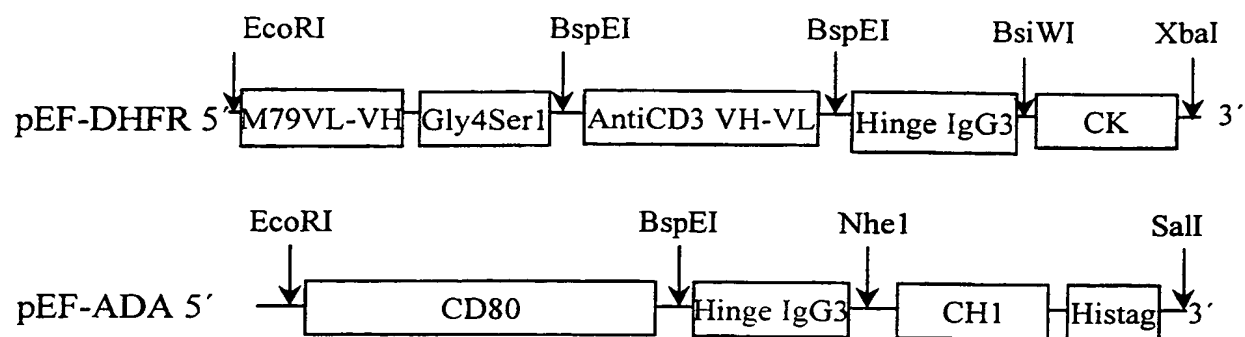 EcoRI BspEI BspEI BsiWI XbaI
pEF-DHFR 5´ M79VL-VH Gly4Ser1 AntiCD3 VH-VL Hinge IgG3 CK 3´
EcoRI BspEI Nhe1 SalI
pEF-ADA 5´ CD80 Hinge IgG3 CH1 Histag 3´